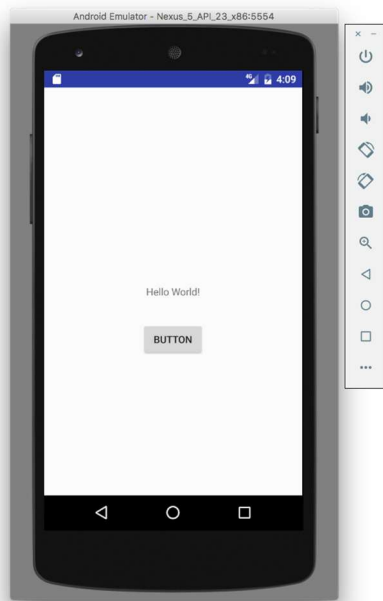 Android Emulator - Nexus_5_API_23_x86:5554
4G 4:09
Hello World!
BUTTON